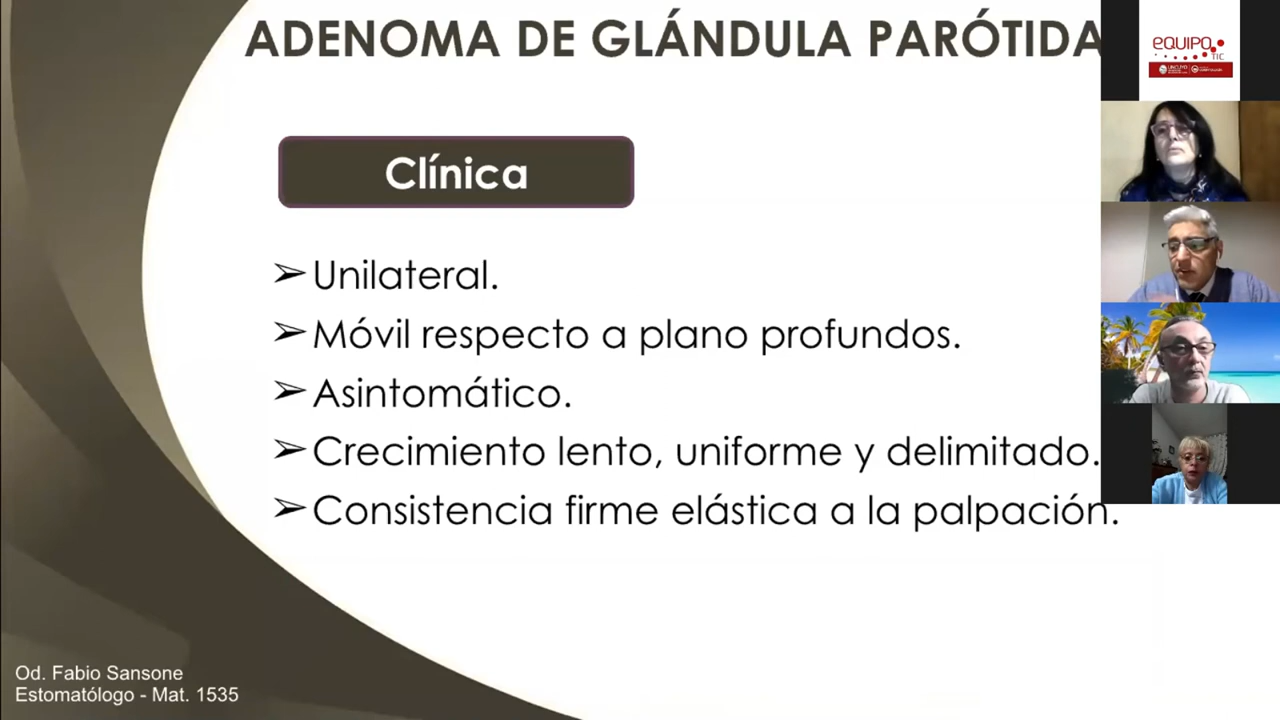 ADENOMA DE GLÁNDULA PARÓTIDA
Clínica
➢Unilateral.
➢Móvil respecto a plano profundos.
➢Asintomático.
➢Crecimiento lento, uniforme y delimitado.
➢Consistencia firme elástica a la palpación.
Od. Fabio Sansone
Estomatólogo - Mat. 1535
eQUIPO
TIC
UNCUYO